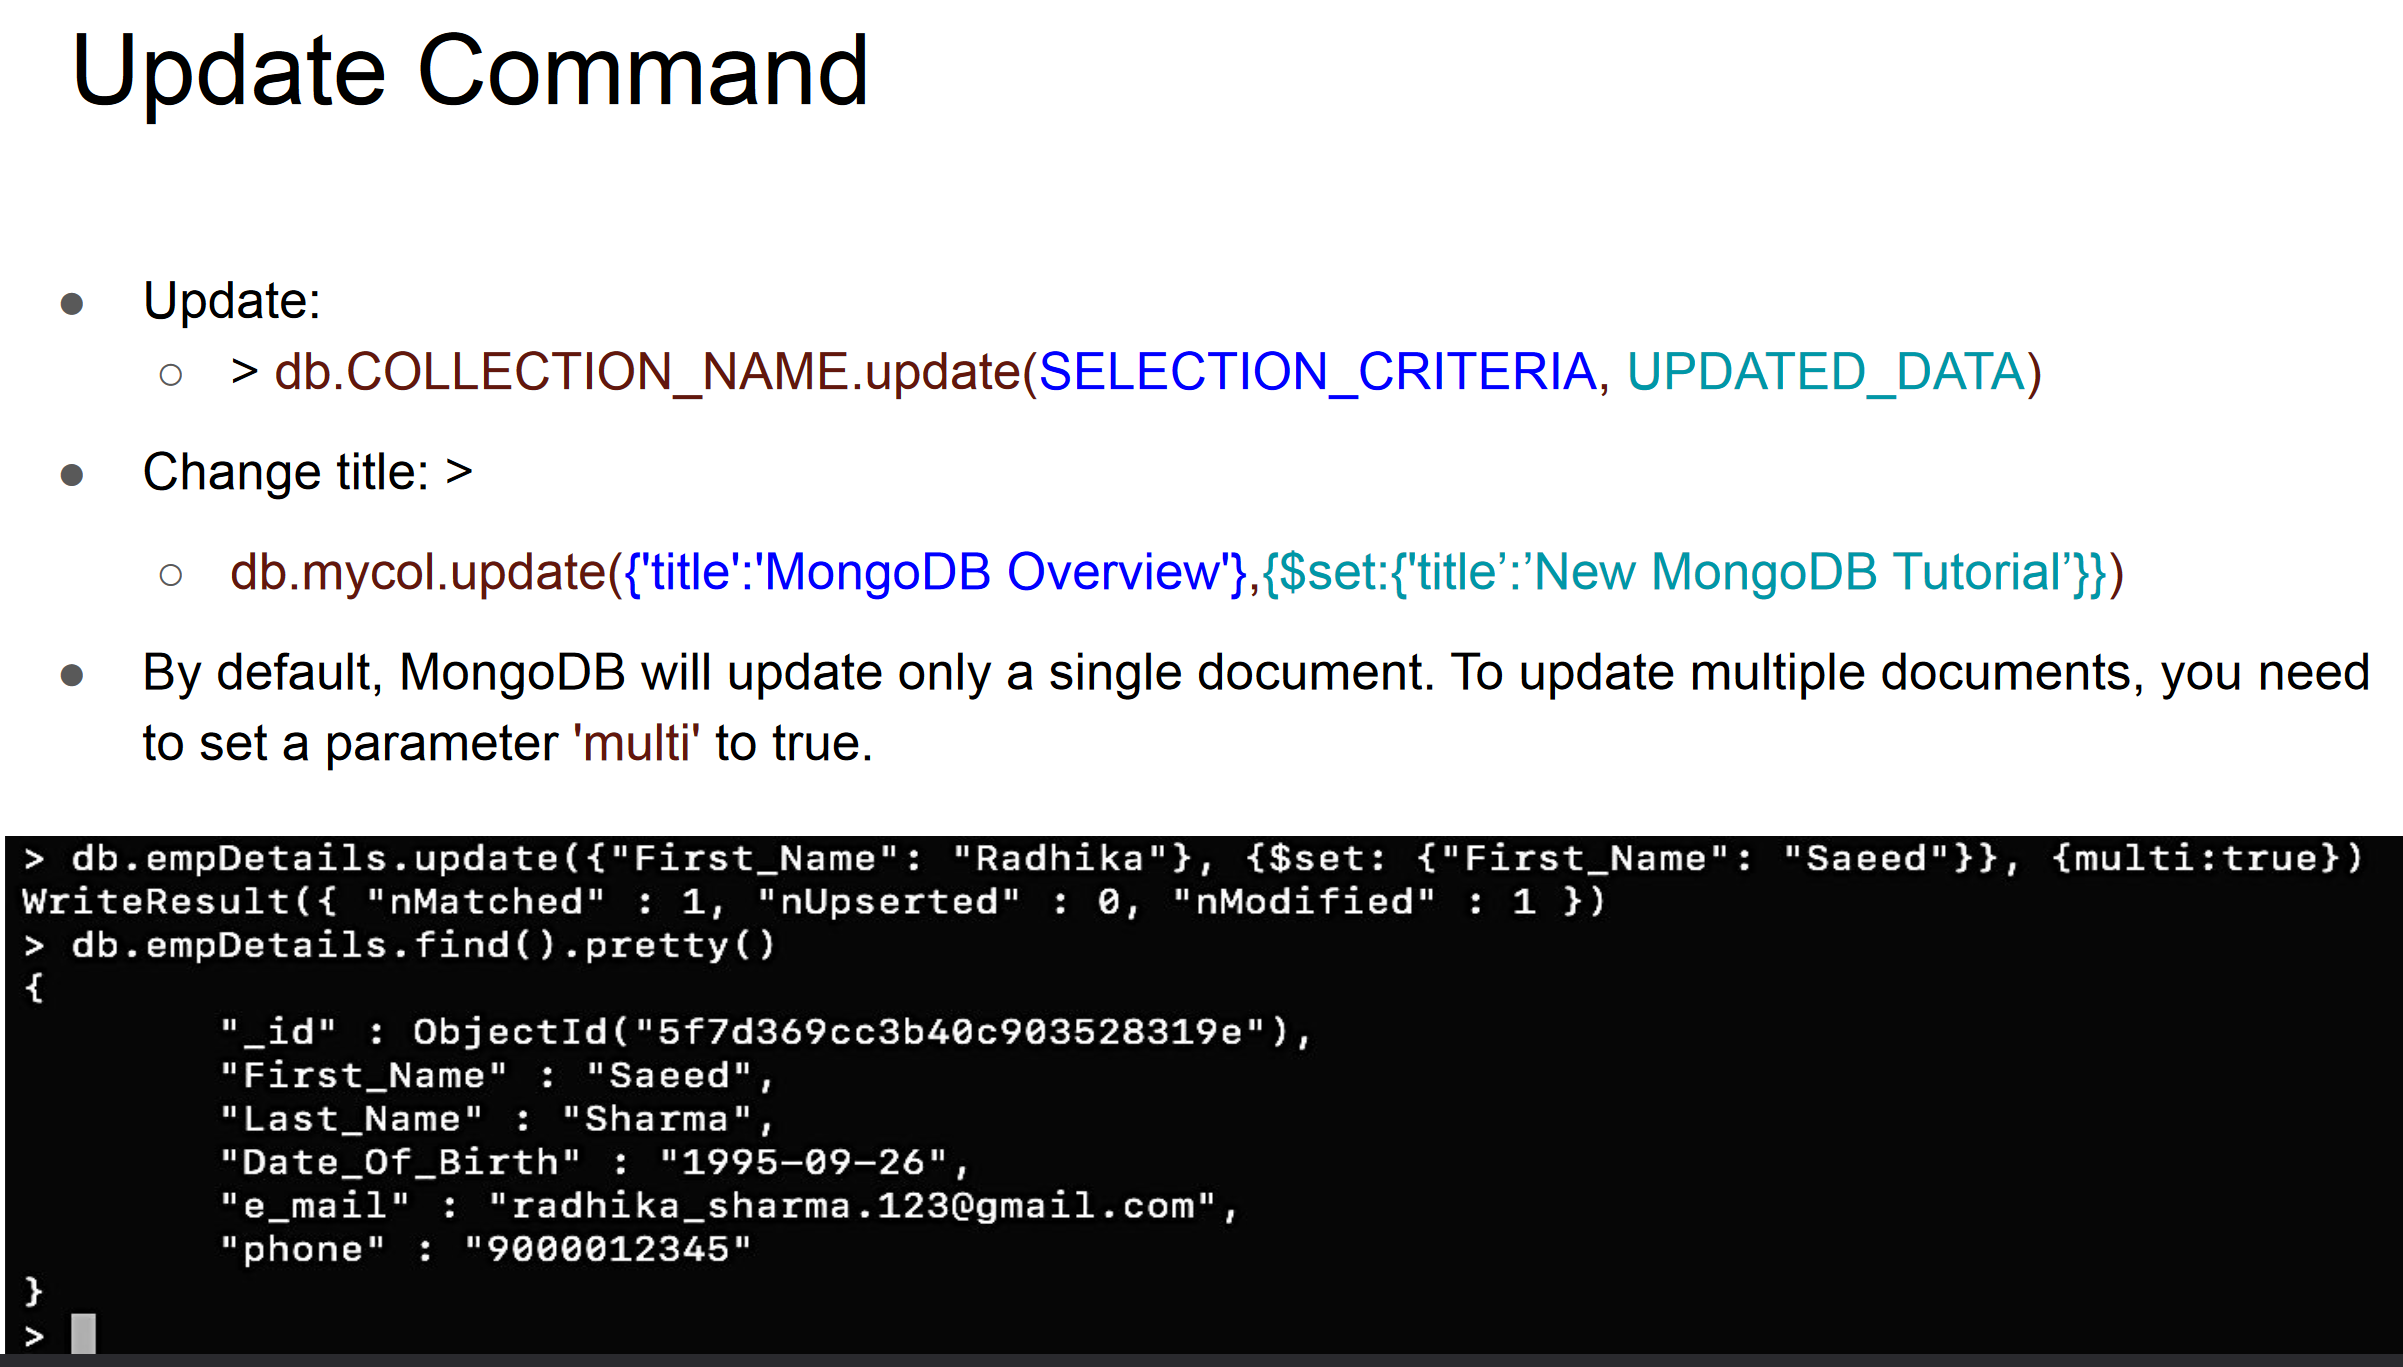 Update Command
● Update:
○ > db.COLLECTION_NAME.update(SELECTION_CRITERIA, UPDATED_DATA)
● Change title: >
○ db.mycol.update({'title':'MongoDB Overview'},{$set:{'title’:’New MongoDB Tutorial’}})
● By default, MongoDB will update only a single document. To update multiple documents, you need
to set a parameter 'multi' to true.
> db.empDetails.update({"First_Name": "Radhika"}, {$set: {"First_Name": "Saeed"}}, {multi:true})
WriteResult({ "nMatched" : 1, "nUpserted" : 0, "nModified" : 1 })
> db.empDetails.find().pretty()
{
"_id" : ObjectId("5f7d369cc3b40c903528319e"),
"First_Name" : "Saeed",
"Last_Name" : "Sharma",
"Date_Of_Birth" : "1995-09-26",
"e_mail" : "radhika_sharma.123@gmail.com",
"phone" : "9000012345"
}
>